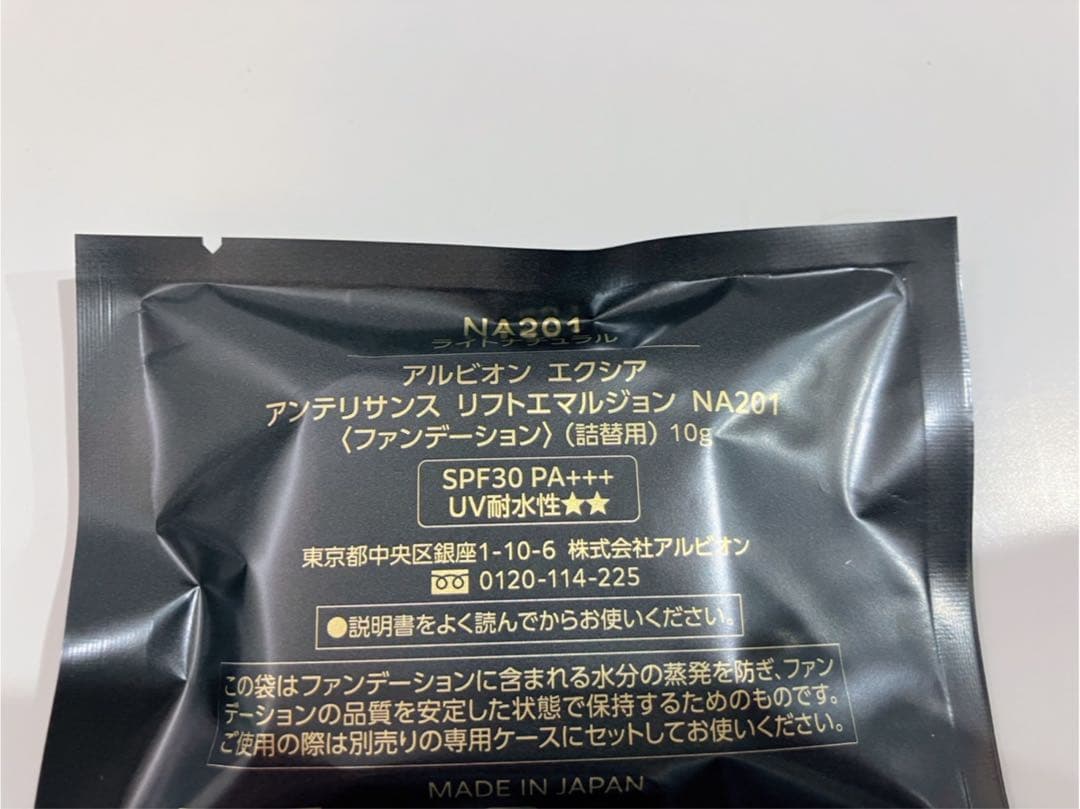 NA201
ライトナチュラル
アルビオン エクシア
アンテリサンス リフトエマルジョン NA201
〈ファンデーション〉(詰替用) 10g
SPF30 PA+++
UV耐水性★★
東京都中央区銀座1-10-6 株式会社アルビオン
0120-114-225
●説明書をよく読んでからお使いください。
この袋はファンデーションに含まれる水分の蒸発を防ぎ、ファン
デーションの品質を安定した状態で保持するためのものです。
ご使用の際は別売りの専用ケースにセットしてお使いください。
MADE IN JAPAN